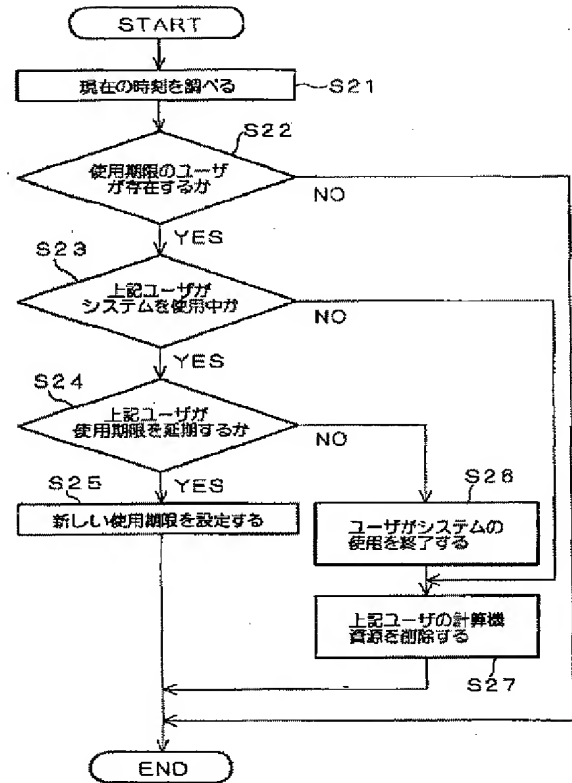 START
現在の時刻を調べる
S21
S22
使用期限のユーザ
が存在するか
NO
YES
S23
上記ユーザが
システムを使用中か
NO
YES
S24
上記ユーザが
使用期限を延期するか
NO
YES
S25
新しい使用期限を設定する
S26
ユーザがシステムの
使用を終了する
上記ユーザの計算機
資源を削除する
S27
END